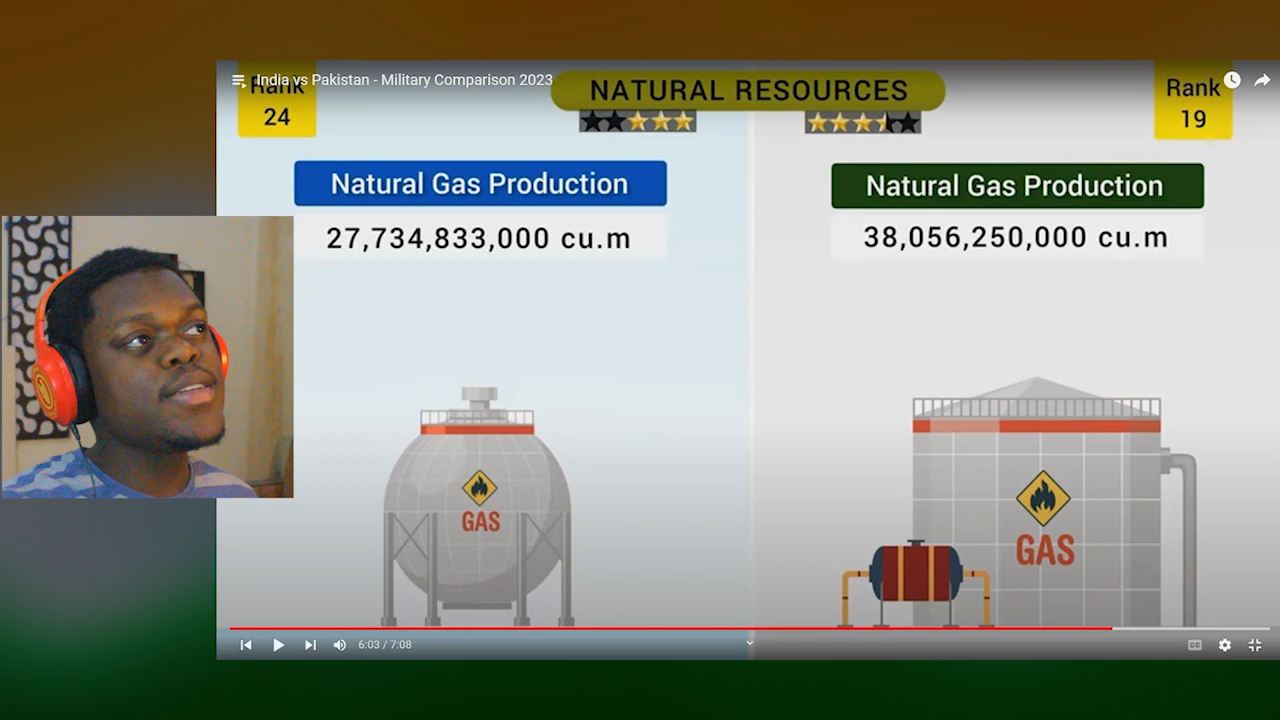 India vs Pakistan - Military Comparison 2023
Rank
24
NATURAL RESOURCES
Rank
19
Natural Gas Production
27,734,833,000 cu.m
Natural Gas Production
38,056,250,000 cu.m
GAS
GAS
6:03 / 7:08
CC